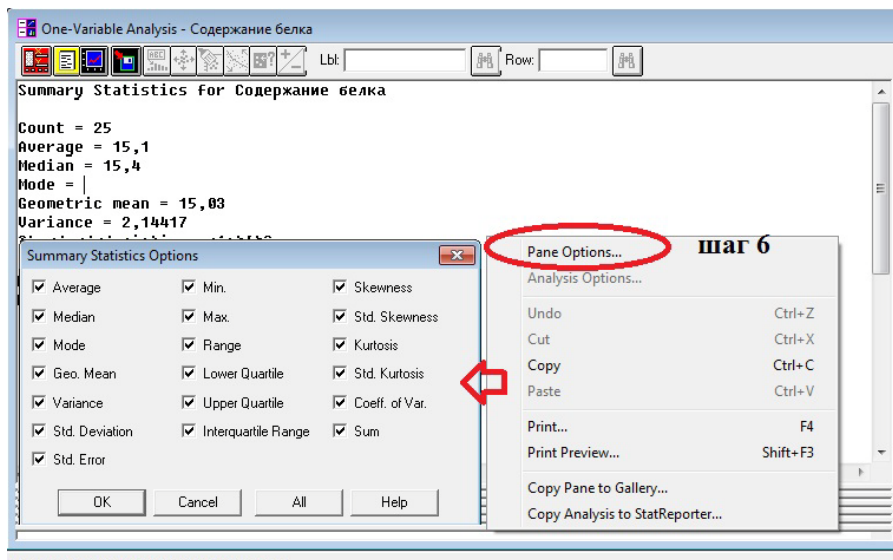 One-Variable Analysis - Содержание белка
Lbl: Row:
Summary Statistics for Содержание белка
Count = 25
Average = 15,1
Median = 15,4
Mode =
Geometric mean = 15,03
Variance = 2,14417
Summary Statistics Options
Average Min. Skewness
Median Max. Std. Skewness
Mode Range Kurtosis
Geo. Mean Lower Quartile Std. Kurtosis
Variance Upper Quartile Coeff. of Var.
Std. Deviation Interquartile Range Sum
Std. Error
OK Cancel All Help
Pane Options... шаг 6
Analysis Options...
Undo Ctrl+Z
Cut Ctrl+X
Copy Ctrl+C
Paste Ctrl+V
Print... F4
Print Preview... Shift+F3
Copy Pane to Gallery...
Copy Analysis to StatReporter...